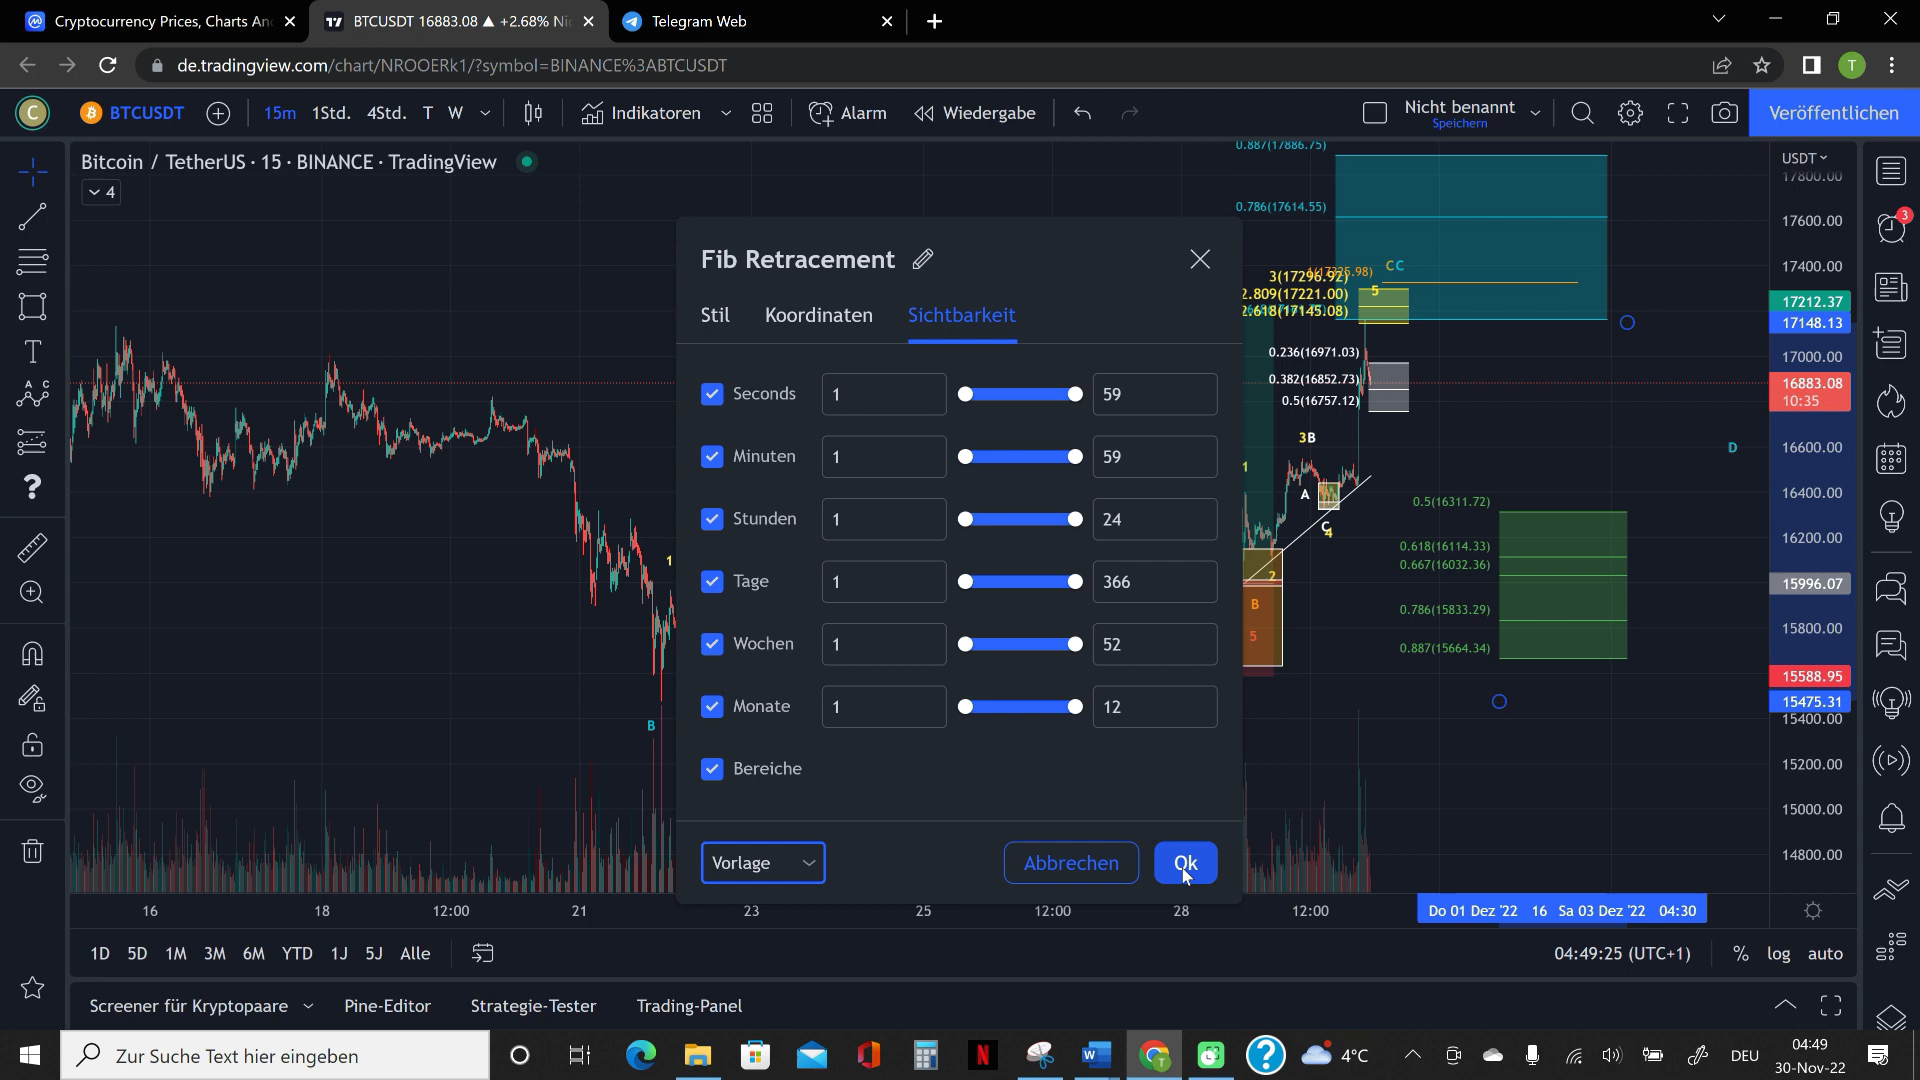 Cryptocurrency Prices, Charts An
BTCUSDT 16883.08 ▲ +2.68% Ni
Telegram Web
de.tradingview.com/chart/NROOERk1/?symbol=BINANCE%3ABTCUSDT
T
C
BTCUSDT
15m
1Std.
4Std.
T
W
Indikatoren
Alarm
Wiedergabe
Nicht benannt
Speichern
Veröffentlichen
Bitcoin / TetherUS · 15 · BINANCE · TradingView
4
USDT
17800.00
17600.00
17400.00
17212.37
17148.13
17000.00
16883.08
10:35
16600.00
16400.00
16200.00
15996.07
15800.00
15588.95
15475.31
15400.00
15200.00
15000.00
14800.00
3
0.887(17886.75)
0.786(17614.55)
3(17296.92)
2.809(17221.00)
2.618(17145.08)
CC
5
0.236(16971.03)
0.382(16852.73)
0.5(16757.12)
3B
1
A
C
4
2
B
5
D
0.5(16311.72)
0.618(16114.33)
0.667(16032.36)
0.786(15833.29)
0.887(15664.34)
1
B
Fib Retracement
Stil
Koordinaten
Sichtbarkeit
Seconds 1 59
Minuten 1 59
Stunden 1 24
Tage 1 366
Wochen 1 52
Monate 1 12
Bereiche
Vorlage
Abbrechen
Ok
16
18
12:00
21
23
25
12:00
28
12:00
Do 01 Dez '22
16
Sa 03 Dez '22
04:30
1D
5D
1M
3M
6M
YTD
1J
5J
Alle
04:49:25 (UTC+1)
%
log
auto
Screener für Kryptopaare
Pine-Editor
Strategie-Tester
Trading-Panel
Zur Suche Text hier eingeben
4°C
DEU
04:49
30-Nov-22